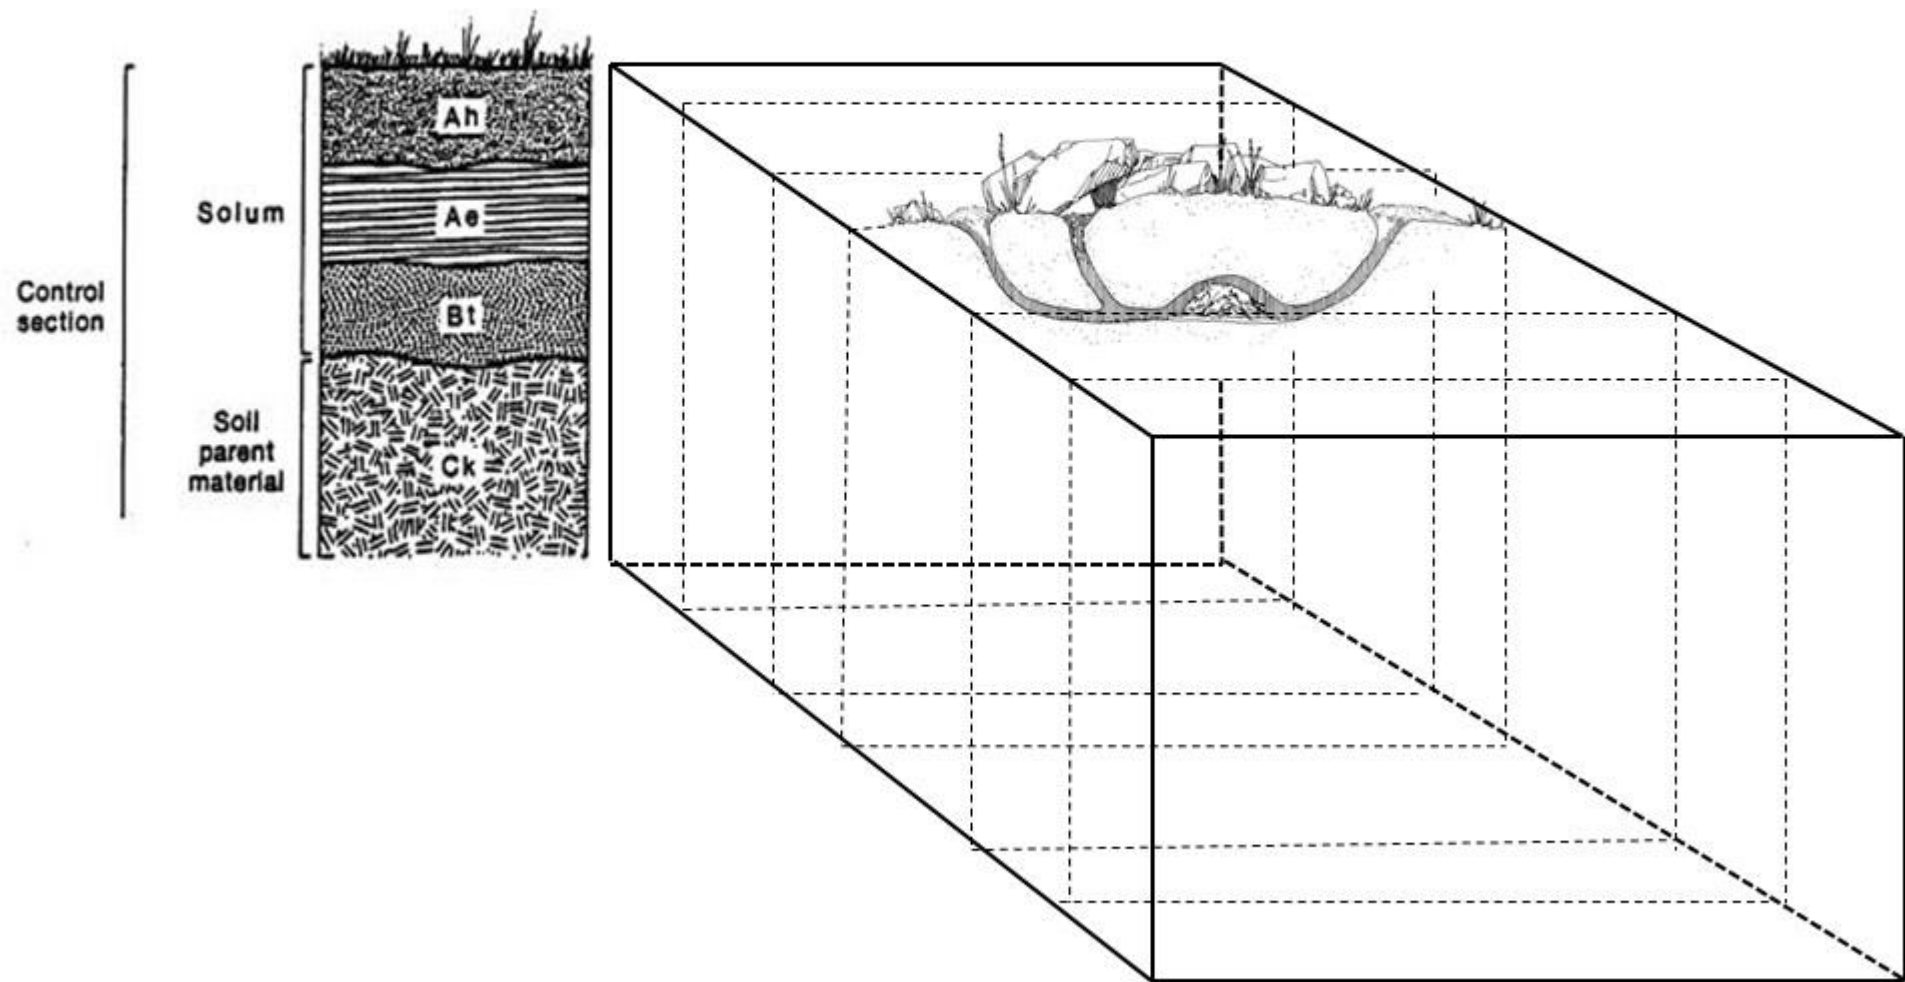 Ah
Solum
Ae
Control
section
Bt
Soil
parent
material
Ck